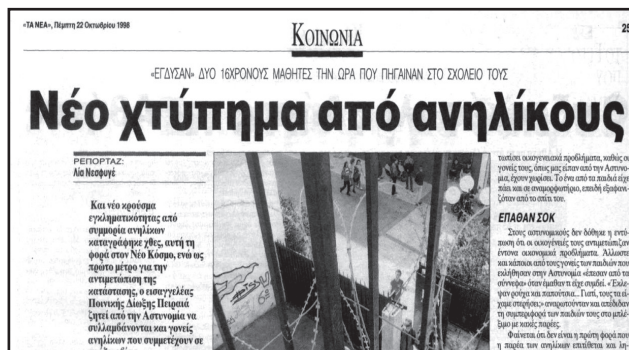 «ΤΑ ΝΕΑ», Πέμπτη 22 Οκτωβρίου 1998
ΚΟΙΝΩΝΙΑ
25
«ΕΓΔΥΣΑΝ» ΔΥΟ 16ΧΡΟΝΟΥΣ ΜΑΘΗΤΕΣ ΤΗΝ ΩΡΑ ΠΟΥ ΠΗΓΑΙΝΑΝ ΣΤΟ ΣΧΟΛΕΙΟ ΤΟΥΣ
Νέο χτύπημα από ανηλίκους
ΡΕΠΟΡΤΑΖ:
Λία Νεσφυγέ
Και νέο κρούσμα
εγκληματικότητας από
συμμορία ανηλίκων
καταγράφηκε χθες, αυτή τη
φορά στον Νέο Κόσμο, ενώ ως
πρώτο μέτρο για την
αντιμετώπιση της
κατάστασης, ο εισαγγελέας
Ποινικής Δίωξης Πειραιά
ζητεί από την Αστυνομία να
συλλαμβάνονται και γονείς
ανηλίκων που συμμετέχουν σε
τωπίσει οικογενειακά προβλήματα, καθώς οι
γονείς τους, όπως μας είπαν από την Αστυνο-
μία, έχουν χωρίσει. Το ένα από τα παιδιά είχε
πάει και σε αναμορφωτήριο, επειδή εξαφανι-
ζόταν από το σπίτι του.
ΕΠΑΘΑΝ ΣΟΚ
Στους αστυνομικούς δεν δόθηκε η εντύ-
πωση ότι οι οικογένειές τους αντιμετώπιζαν
έντονα οικονομικά προβλήματα. Άλλωστε
και κάποιοι από τους γονείς των παιδιών που
εκλήθησαν στην Αστυνομία «έπεσαν από τα
σύννεφα» όταν έμαθαν τι είχε συμβεί. «Έκλε-
ψαν ρούχα και παπούτσια... Γιατί, τους τα εί-
χαμε στερήσει;» αναρωτιόνταν και απέδιδαν
τη συμπεριφορά των παιδιών τους στο μπλέ-
ξιμο με κακές παρέες.
Φαίνεται ότι δεν είναι η πρώτη φορά που
η παρέα των ανηλίκων επιτίθεται και λη-